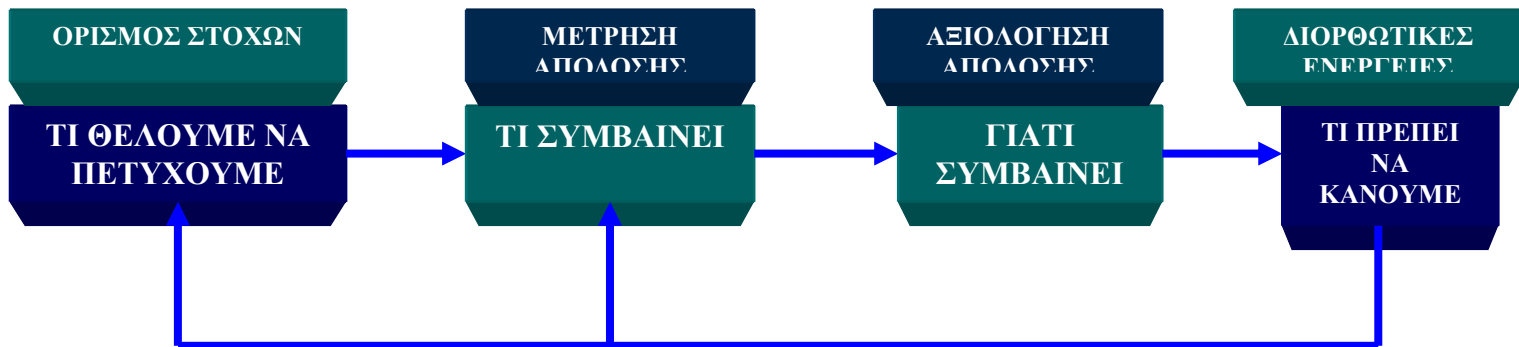 ΟΡΙΣΜΟΣ ΣΤΟΧΩΝ
ΜΕΤΡΗΣΗ
ΑΠΟΔΟΣΗΣ
ΑΞΙΟΛΟΓΗΣΗ
ΑΠΟΔΟΣΗΣ
ΔΙΟΡΘΩΤΙΚΕΣ
ΕΝΕΡΓΕΙΕΣ
ΤΙ ΘΕΛΟΥΜΕ ΝΑ
ΠΕΤΥΧΟΥΜΕ
ΤΙ ΣΥΜΒΑΙΝΕΙ
ΓΙΑΤΙ
ΣΥΜΒΑΙΝΕΙ
ΤΙ ΠΡΕΠΕΙ
ΝΑ
ΚΑΝΟΥΜΕ